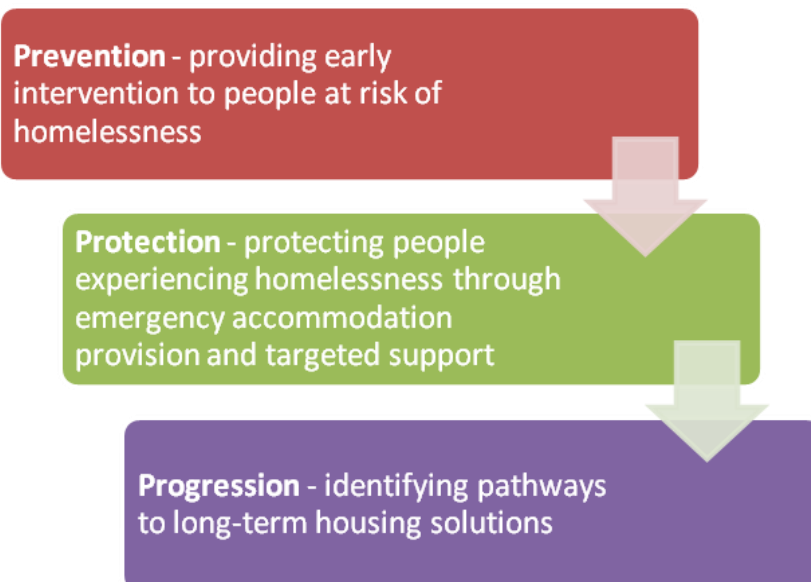 Prevention - providing early
intervention to people at risk of
homelessness
Protection - protecting people
experiencing homelessness through
emergency accommodation
provision and targeted support
Progression - identifying pathways
to long-term housing solutions